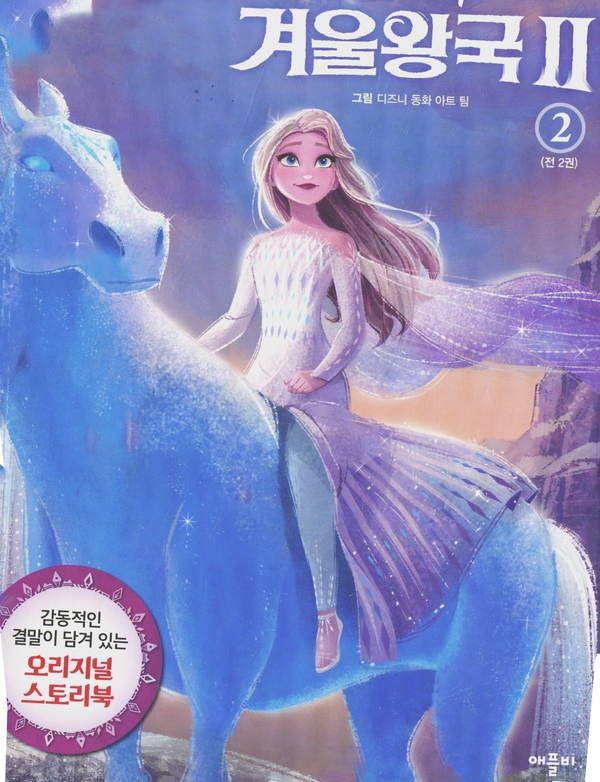 겨울왕국 II
그림 디즈니 동화 아트 팀
2
(전 2권)
감동적인
결말이 담겨 있는
오리지널
스토리북
애플비